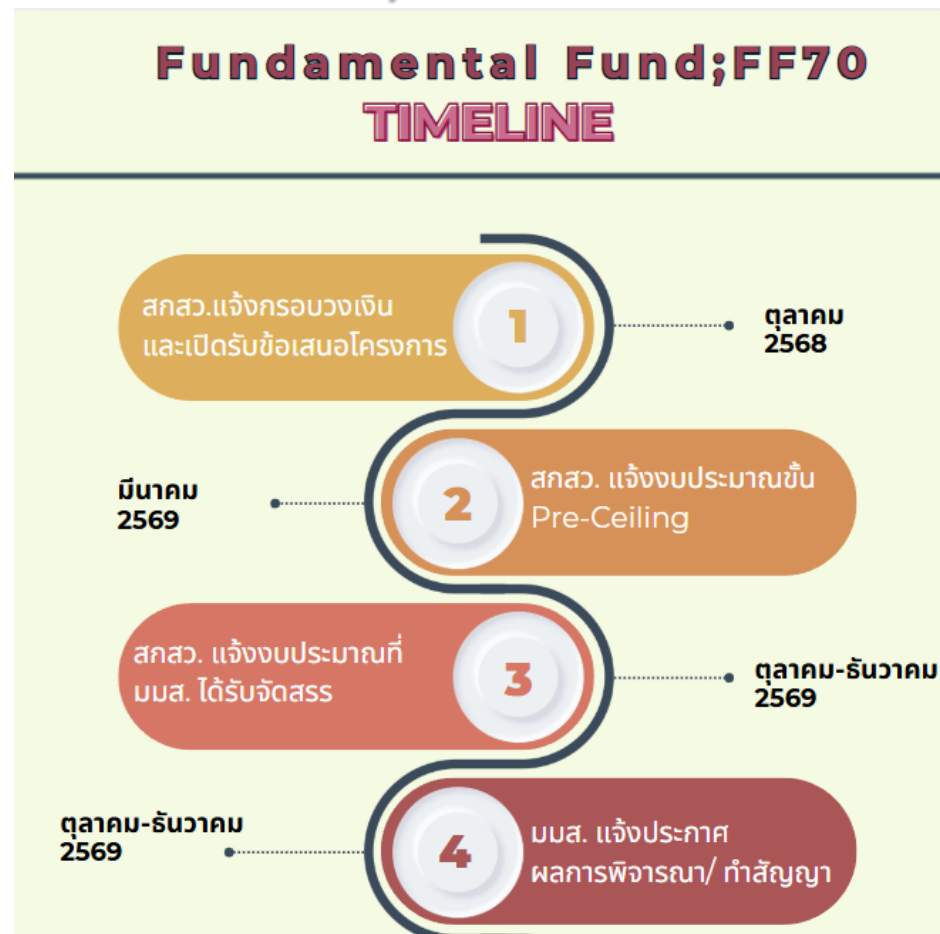 Fundamental Fund;FF70
TIMELINE
สกสว.แจ้งกรอบวงเงิน
และเปิดรับข้อเสนอโครงการ
1
ตุลาคม
2568
มีนาคม
2569
2
สกสว. แจ้งงบประมาณขั้น
Pre-Ceiling
สกสว. แจ้งงบประมาณที่
มมส. ได้รับจัดสรร
3
ตุลาคม-ธันวาคม
2569
ตุลาคม-ธันวาคม
2569
4
มมส. แจ้งประกาศ
ผลการพิจารณา/ ทำสัญญา